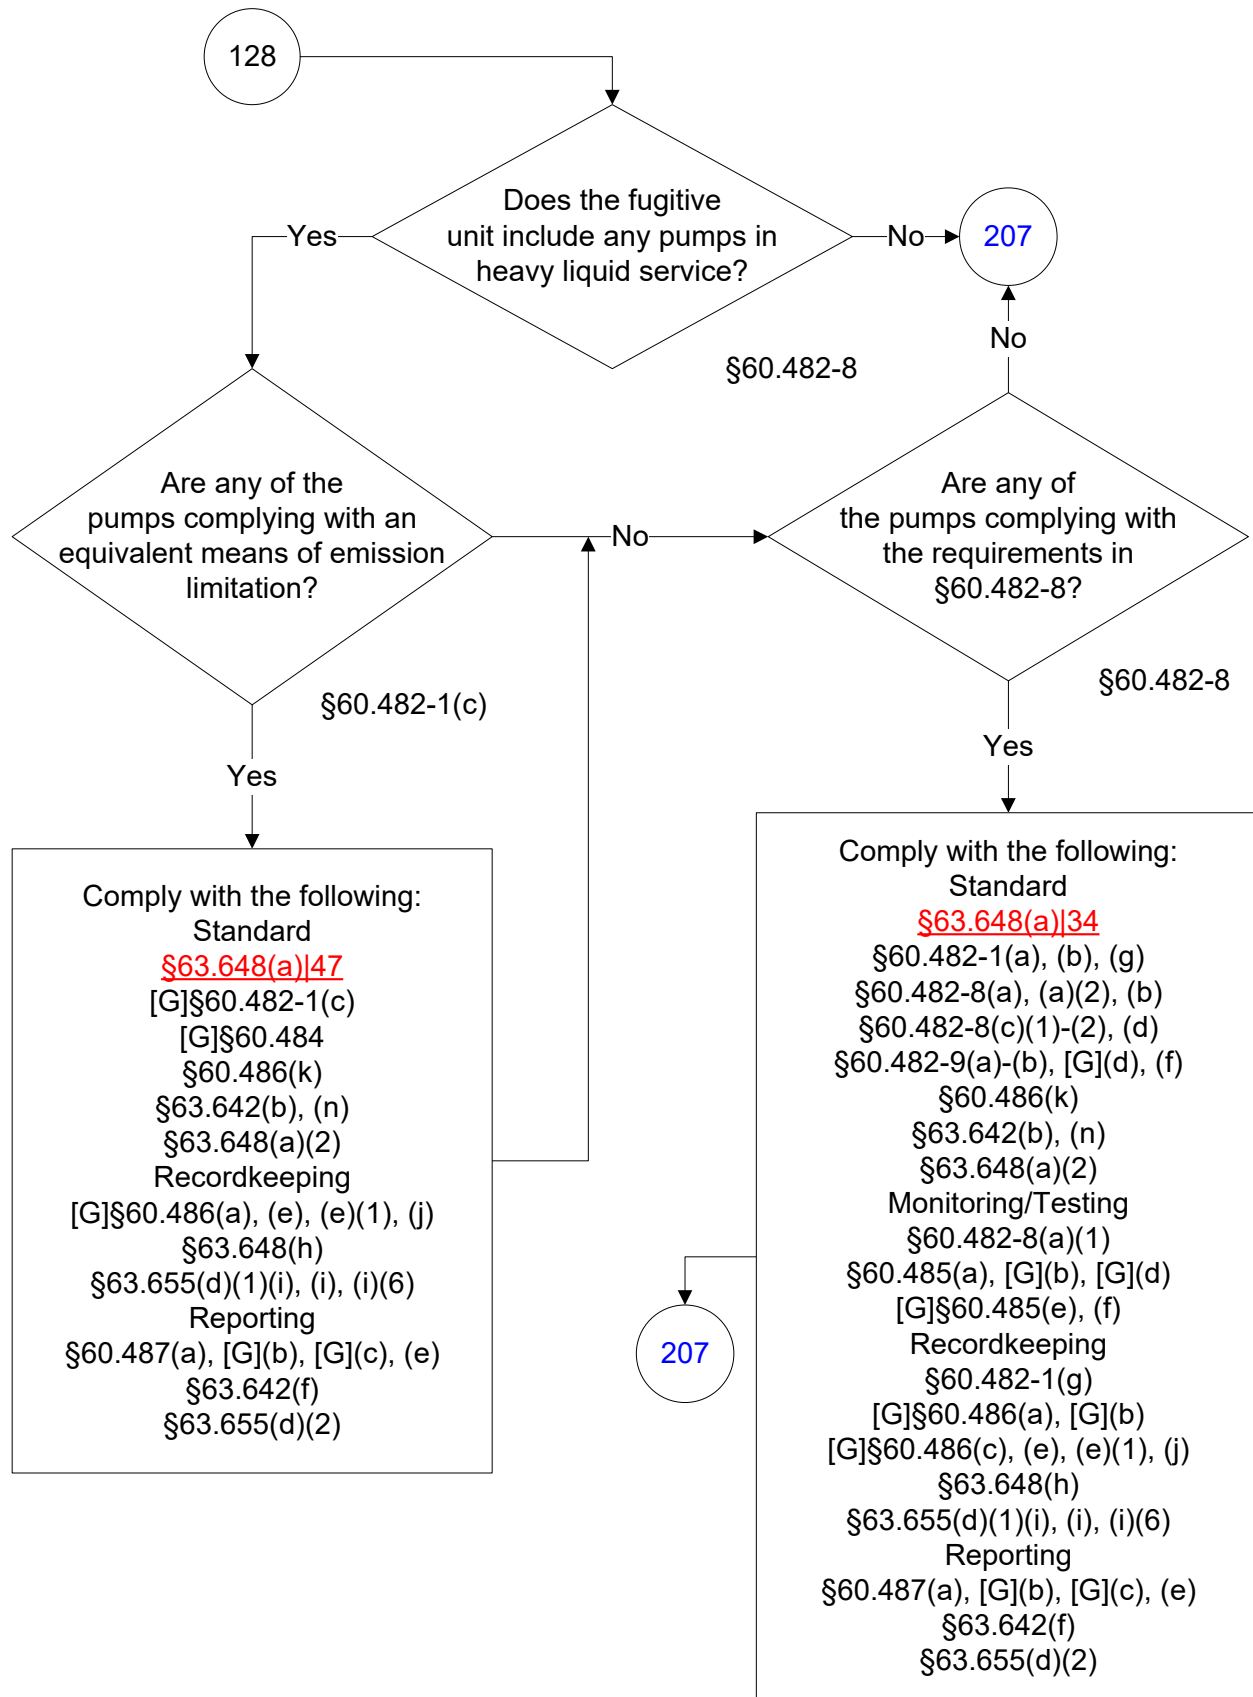 128
Does the fugitive
unit include any pumps in
heavy liquid service?
Yes
No
207
§60.482-8
No
Are any of the
pumps complying with an
equivalent means of emission
limitation?
§60.482-1(c)
No
Are any of
the pumps complying with
the requirements in
§60.482-8?
§60.482-8
Yes
Yes
Comply with the following:
Standard
§63.648(a)|47
[G]§60.482-1(c)
[G]§60.484
§60.486(k)
§63.642(b), (n)
§63.648(a)(2)
Recordkeeping
[G]§60.486(a), (e), (e)(1), (j)
§63.648(h)
§63.655(d)(1)(i), (i), (i)(6)
Reporting
§60.487(a), [G](b), [G](c), (e)
§63.642(f)
§63.655(d)(2)
Comply with the following:
Standard
§63.648(a)|34
§60.482-1(a), (b), (g)
§60.482-8(a), (a)(2), (b)
§60.482-8(c)(1)-(2), (d)
§60.482-9(a)-(b), [G](d), (f)
§60.486(k)
§63.642(b), (n)
§63.648(a)(2)
Monitoring/Testing
§60.482-8(a)(1)
§60.485(a), [G](b), [G](d)
[G]§60.485(e), (f)
Recordkeeping
§60.482-1(g)
[G]§60.486(a), [G](b)
[G]§60.486(c), (e), (e)(1), (j)
§63.648(h)
§63.655(d)(1)(i), (i), (i)(6)
Reporting
§60.487(a), [G](b), [G](c), (e)
§63.642(f)
§63.655(d)(2)
207